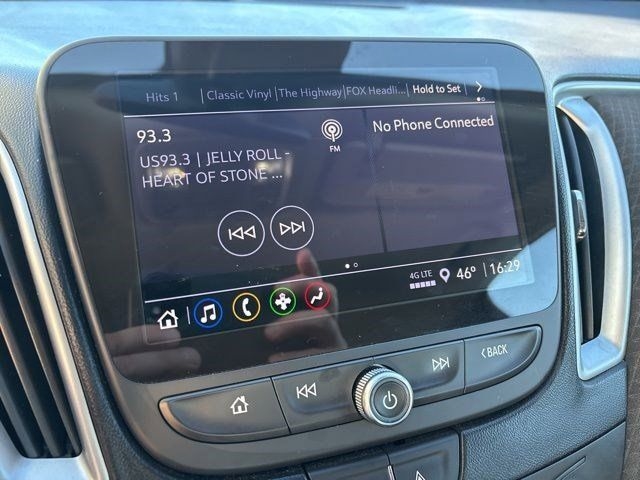 Hits 1 | Classic Vinyl | The Highway | FOX Headli... | Hold to Set
93.3
FM
No Phone Connected
US93.3 | JELLY ROLL -
HEART OF STONE ...
4G LTE 46° | 16:29
BACK